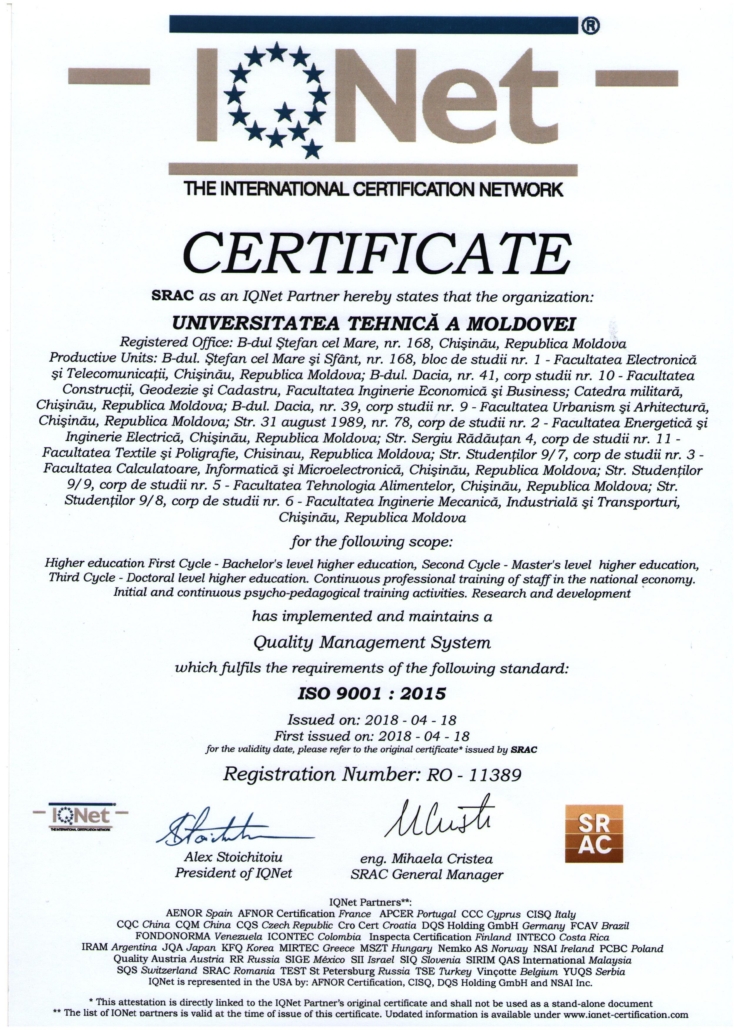 IQNet ®
THE INTERNATIONAL CERTIFICATION NETWORK
CERTIFICATE
SRAC as an IQNet Partner hereby states that the organization:
UNIVERSITATEA TEHNICĂ A MOLDOVEI
Registered Office: B-dul Ştefan cel Mare, nr. 168, Chişinău, Republica Moldova
Productive Units: B-dul. Ştefan cel Mare şi Sfânt, nr. 168, bloc de studii nr. 1 - Facultatea Electronică
şi Telecomunicaţii, Chişinău, Republica Moldova; B-dul. Dacia, nr. 41, corp studii nr. 10 - Facultatea
Construcţii, Geodezie şi Cadastru, Facultatea Inginerie Economică şi Business; Catedra militară,
Chişinău, Republica Moldova; B-dul. Dacia, nr. 39, corp studii nr. 9 - Facultatea Urbanism şi Arhitectură,
Chişinău, Republica Moldova; Str. 31 august 1989, nr. 78, corp de studii nr. 2 - Facultatea Energetică şi
Inginerie Electrică, Chişinău, Republica Moldova; Str. Sergiu Rădăuţan 4, corp de studii nr. 11 -
Facultatea Textile şi Poligrafie, Chisinau, Republica Moldova; Str. Studenţilor 9/7, corp de studii nr. 3 -
Facultatea Calculatoare, Informatică şi Microelectronică, Chişinău, Republica Moldova; Str. Studenţilor
9/9, corp de studii nr. 5 - Facultatea Tehnologia Alimentelor, Chişinău, Republica Moldova; Str.
Studenţilor 9/8, corp de studii nr. 6 - Facultatea Inginerie Mecanică, Industrială şi Transporturi,
Chişinău, Republica Moldova
for the following scope:
Higher education First Cycle - Bachelor's level higher education, Second Cycle - Master's level higher education,
Third Cycle - Doctoral level higher education. Continuous professional training of staff in the national economy.
Initial and continuous psycho-pedagogical training activities. Research and development
has implemented and maintains a
Quality Management System
which fulfils the requirements of the following standard:
ISO 9001 : 2015
Issued on: 2018 - 04 - 18
First issued on: 2018 - 04 - 18
for the validity date, please refer to the original certificate* issued by SRAC
Registration Number: RO - 11389
IQNet
THE INTERNATIONAL CERTIFICATION NETWORK
SR
AC
Alex Stoichitoiu
President of IQNet
eng. Mihaela Cristea
SRAC General Manager
IQNet Partners**:
AENOR Spain AFNOR Certification France APCER Portugal CCC Cyprus CISQ Italy
CQC China CQM China CQS Czech Republic Cro Cert Croatia DQS Holding GmbH Germany FCAV Brazil
FONDONORMA Venezuela ICONTEC Colombia Inspecta Certification Finland INTECO Costa Rica
IRAM Argentina JQA Japan KFQ Korea MIRTEC Greece MSZT Hungary Nemko AS Norway NSAI Ireland PCBC Poland
Quality Austria Austria RR Russia SIGE México SII Israel SIQ Slovenia SIRIM QAS International Malaysia
SQS Switzerland SRAC Romania TEST St Petersburg Russia TSE Turkey Vinçotte Belgium YUQS Serbia
IQNet is represented in the USA by: AFNOR Certification, CISQ, DQS Holding GmbH and NSAI Inc.
* This attestation is directly linked to the IQNet Partner's original certificate and shall not be used as a stand-alone document
** The list of IQNet partners is valid at the time of issue of this certificate. Updated information is available under www.iqnet-certification.com